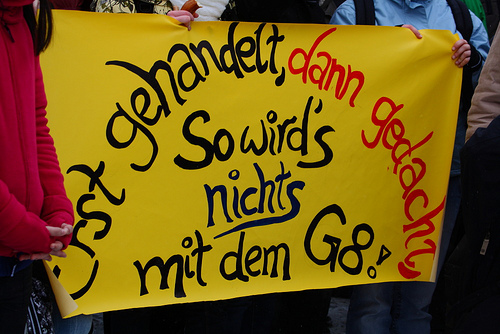 Erst gehandelt, dann gedacht,
So wird's
nichts
mit dem G8!